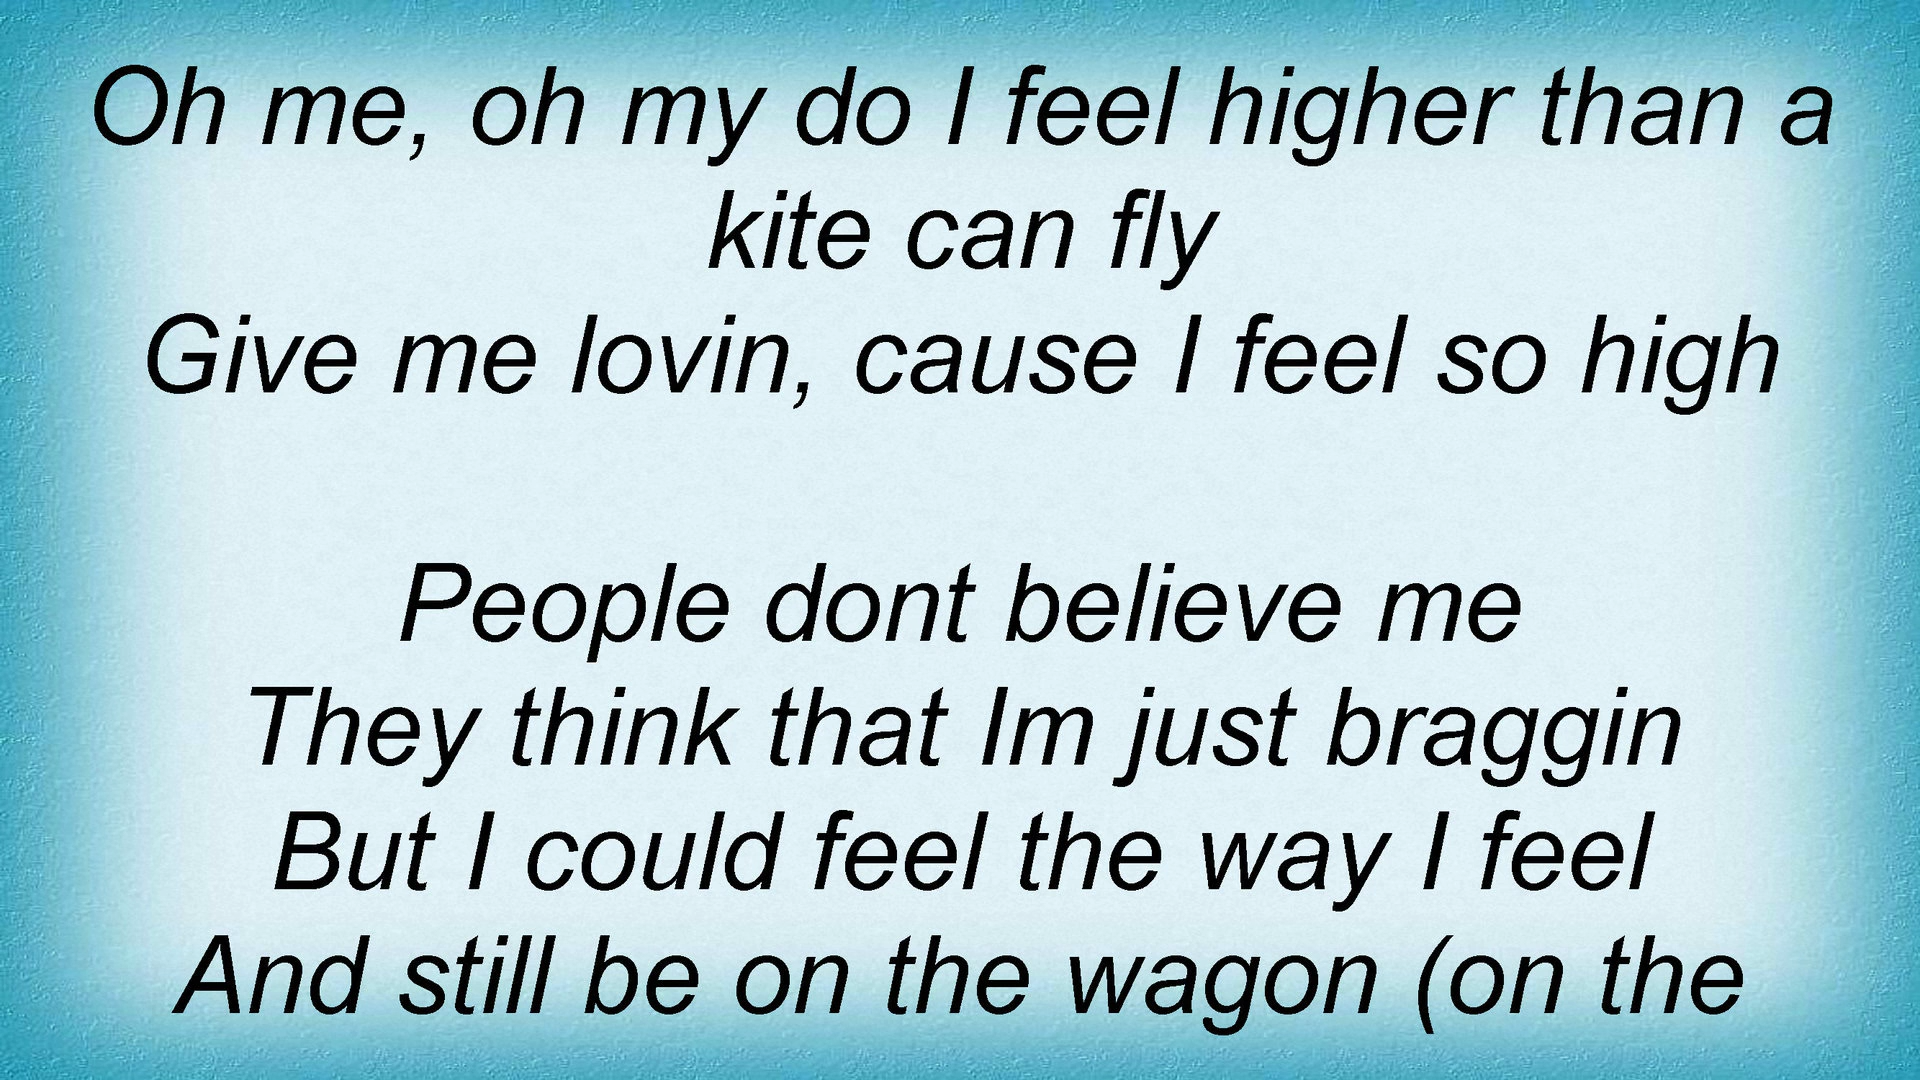 Oh me, oh my do I feel higher than a
kite can fly
Give me lovin, cause I feel so high
People dont believe me
They think that Im just braggin
But I could feel the way I feel
And still be on the wagon (on the